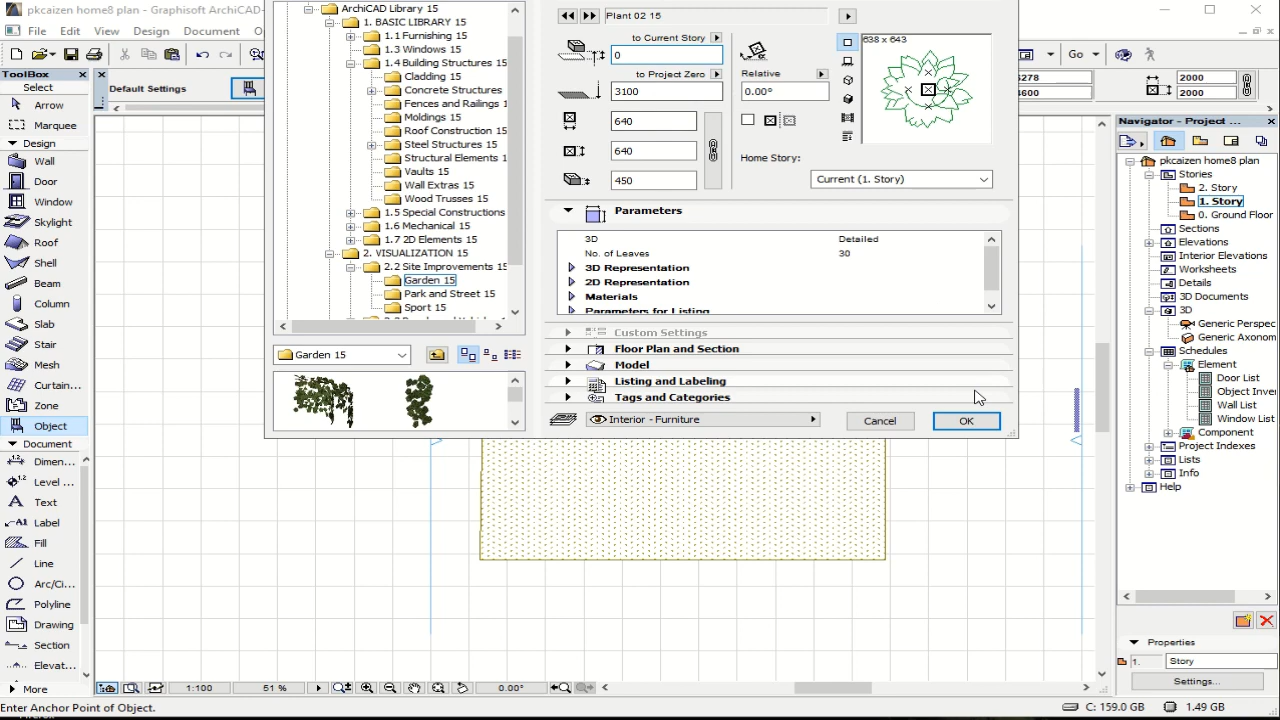 pkcaizen home8 plan - Graphisoft ArchiCAD-
File
Edit
View
Design
Document
ToolBox
Select
Arrow
Marquee
Design
Wall
Door
Window
Skylight
Roof
Shell
Beam
Column
Slab
Stair
Mesh
Curtain...
Zone
Object
Document
Dimen...
Level ...
Text
Label
Fill
Line
Arc/Ci...
Polyline
Drawing
Section
Elevat...
More
Default Settings
ArchiCAD Library 15
1. BASIC LIBRARY 15
1.1 Furnishing 15
1.3 Windows 15
1.4 Building Structures 15
Cladding 15
Concrete Structures
Fences and Railings
Moldings 15
Roof Construction 15
Steel Structures 15
Structural Elements 15
Vaults 15
Wall Extras 15
Wood Trusses 15
1.5 Special Constructions
1.6 Mechanical 15
1.7 2D Elements 15
2. VISUALIZATION 15
2.2 Site Improvements 15
Garden 15
Park and Street 15
Sport 15
Garden 15
Plant 02 15
to Current Story
0
to Project Zero
3100
640
640
450
Relative
0.00°
638 x 643
Home Story:
Current (1. Story)
Parameters
3D Detailed
No. of Leaves 30
3D Representation
2D Representation
Materials
Parameters for Listing
Custom Settings
Floor Plan and Section
Model
Listing and Labeling
Tags and Categories
Interior - Furniture
Cancel
OK
Go
6278
3600
2000
2000
Navigator - Project ...
pkcaizen home8 plan
Stories
2. Story
1. Story
0. Ground Floor
Sections
Elevations
Interior Elevations
Worksheets
Details
3D Documents
3D
Generic Perspec
Generic Axonom
Schedules
Element
Door List
Object Inver
Wall List
Window List
Component
Project Indexes
Lists
Info
Help
Properties
1.
Story
Settings...
1:100
51 %
0.00°
Enter Anchor Point of Object.
C: 159.0 GB
1.49 GB